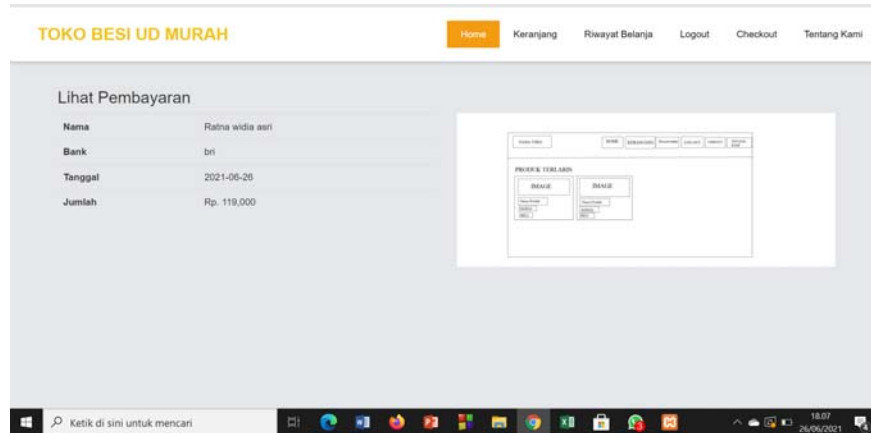 TOKO BESI UD MURAH
Home Keranjang Riwayat Belanja Logout Checkout Tentang Kami
Lihat Pembayaran
Nama Ratna widia asri
Bank bri
Tanggal 2021-06-26
Jumlah Rp. 119,000
HOME
PRODUK TERLARIS
IMAGE IMAGE
Ketik di sini untuk mencari
18.07
26/06/2021